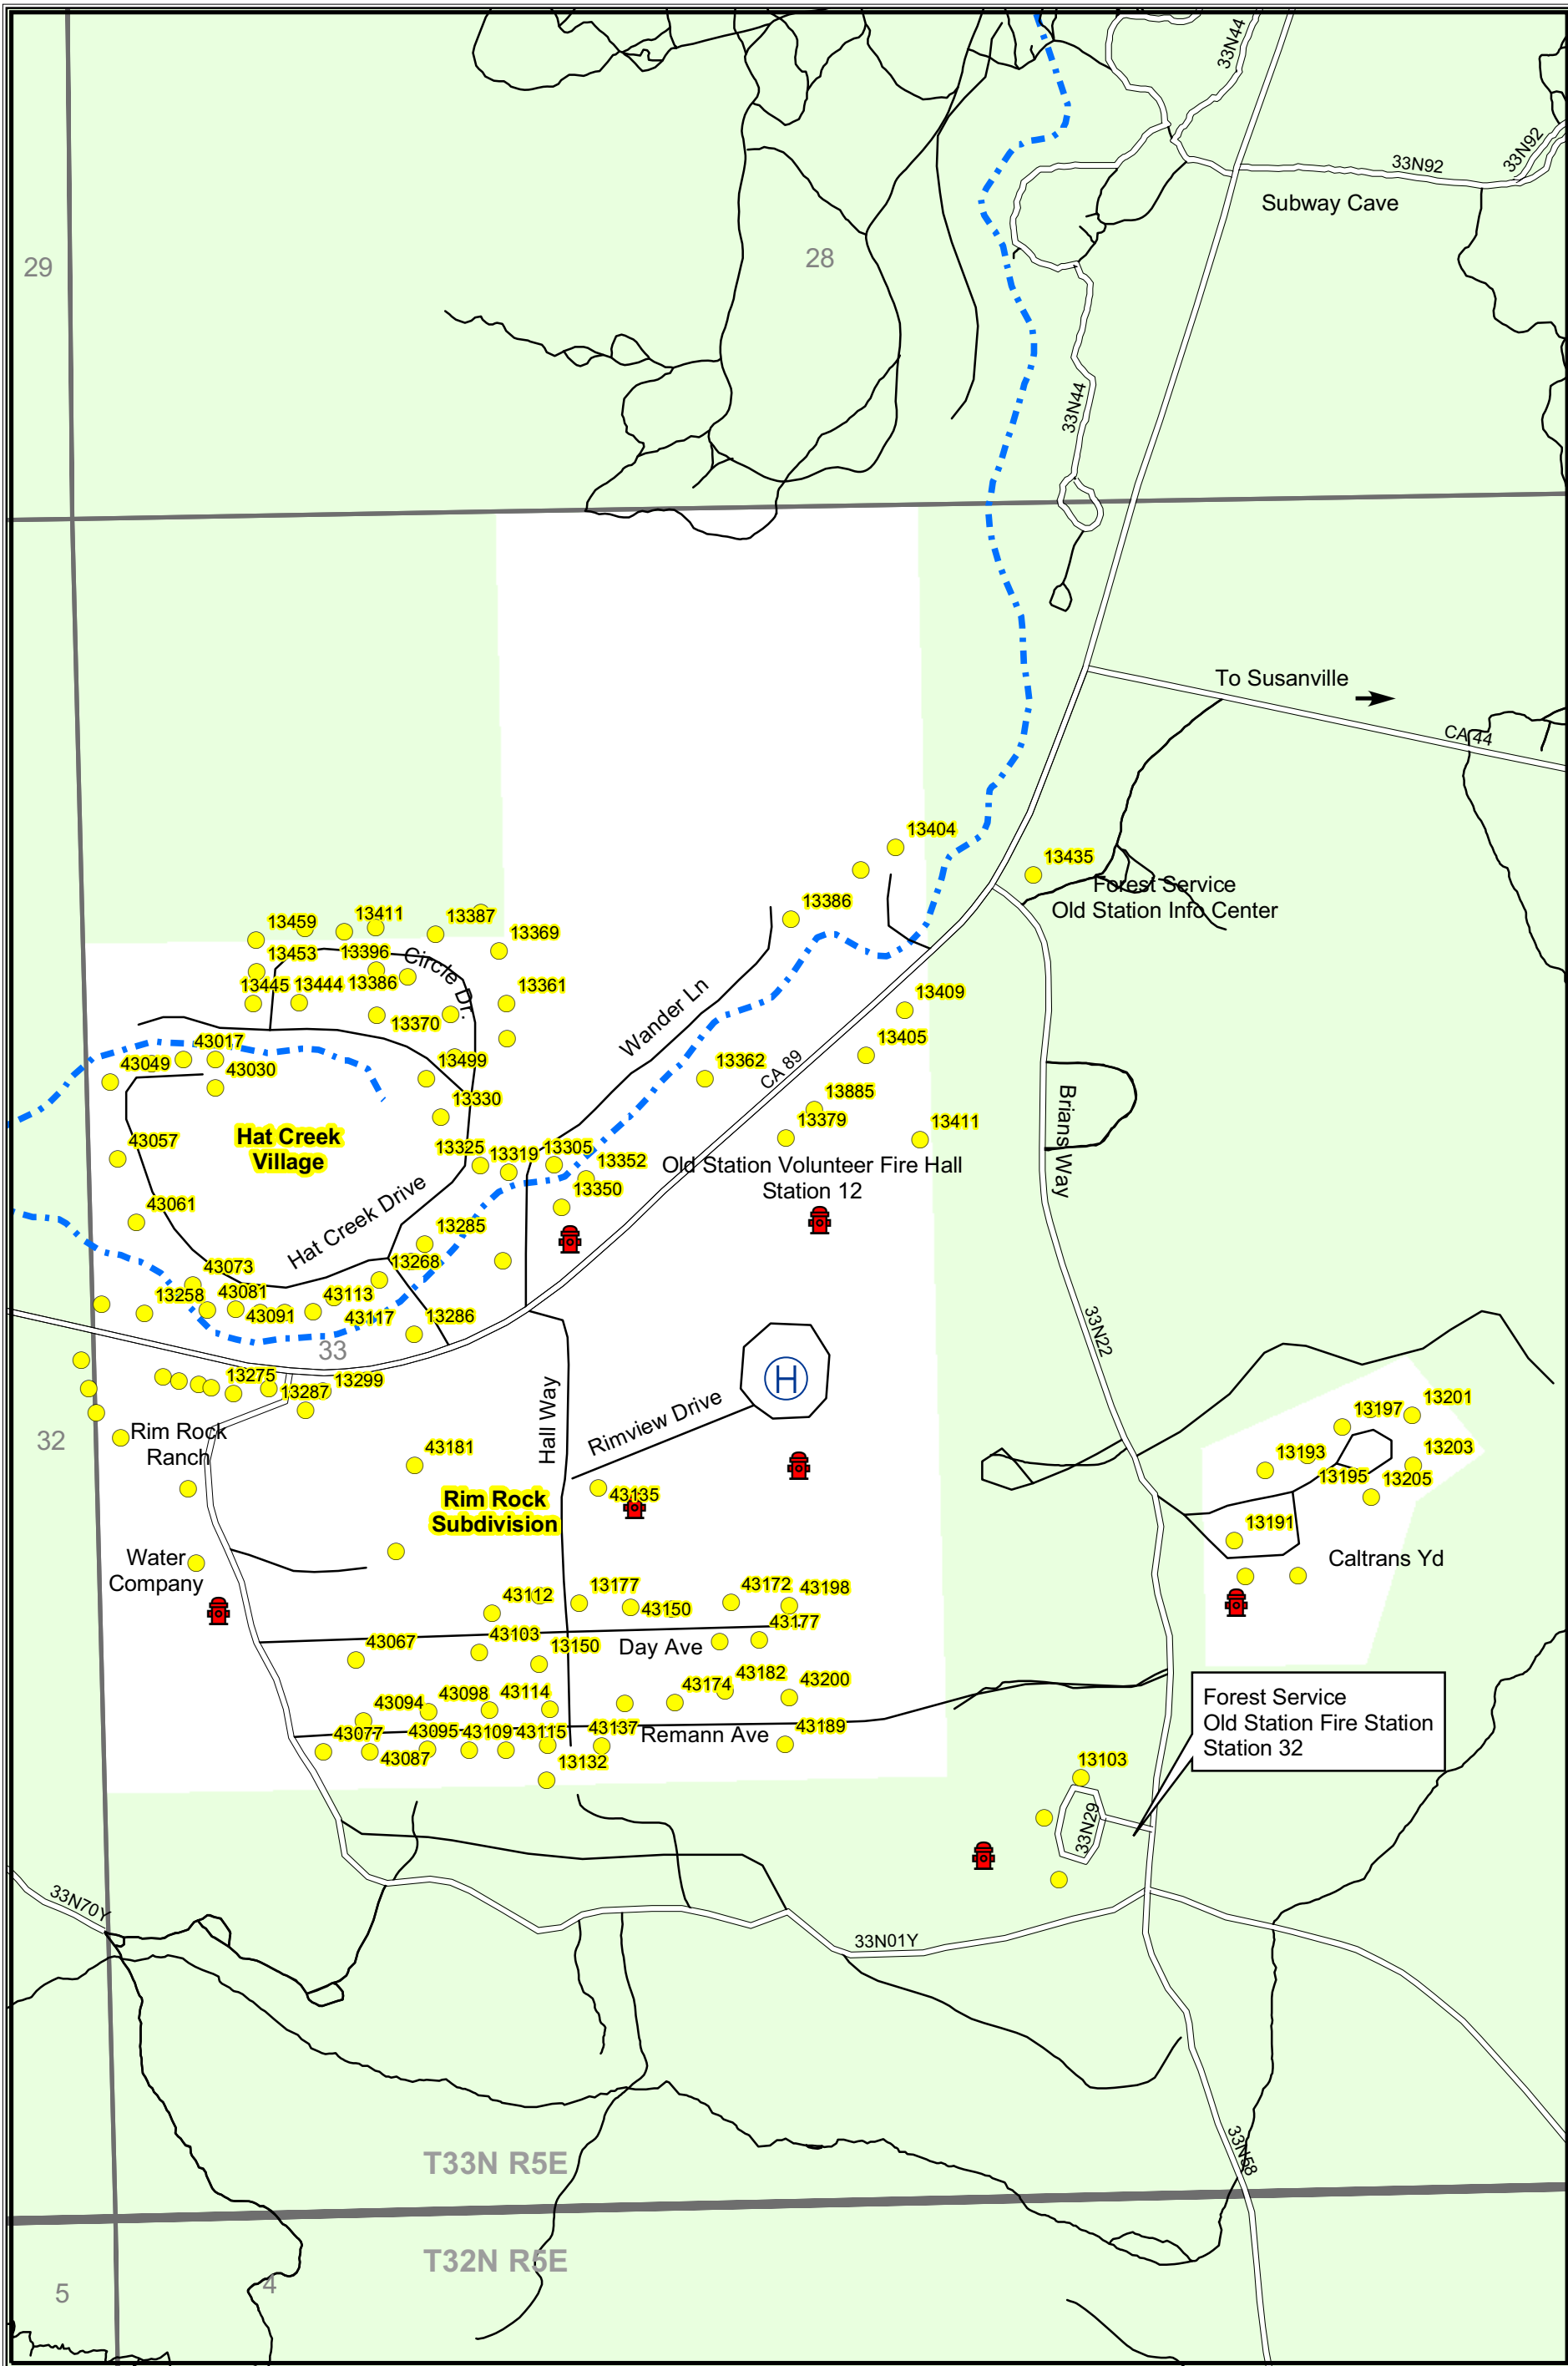 33N44
33N92
33N92
Subway Cave
29
28
33N44
To Susanville
CA 44
13404
13435
Forest Service
Old Station Info Center
13386
13459
13411
13387
13369
13453
13396
Circle Dr.
13445
13444
13386
13361
13370
13409
Wander Ln
13405
43017
43049
43030
13499
13362
CA 89
13885
13330
13379
13411
Brians Way
Hat Creek
Village
43057
13325
13319
13305
13352
Old Station Volunteer Fire Hall
Station 12
13350
43061
Hat Creek Drive
13285
13268
43073
13258
43081
43113
43091
43117
13286
33N22
33
13275
13299
13287
H
13201
13197
Rim Rock
Ranch
32
Hall Way
Rimview Drive
43181
13193
13203
13195
13205
43135
Rim Rock
Subdivision
13191
Water
Company
Caltrans Yd
43112
13177
43150
43172
43198
43177
43103
43067
13150
Day Ave
43182
43174
43200
43094
43098
43114
43077
43095
43109
43115
43137
Remann Ave
43189
43087
13132
Forest Service
Old Station Fire Station
Station 32
13103
33N29
33N70Y
33N01Y
33N58
T33N R5E
T32N R5E
5
4